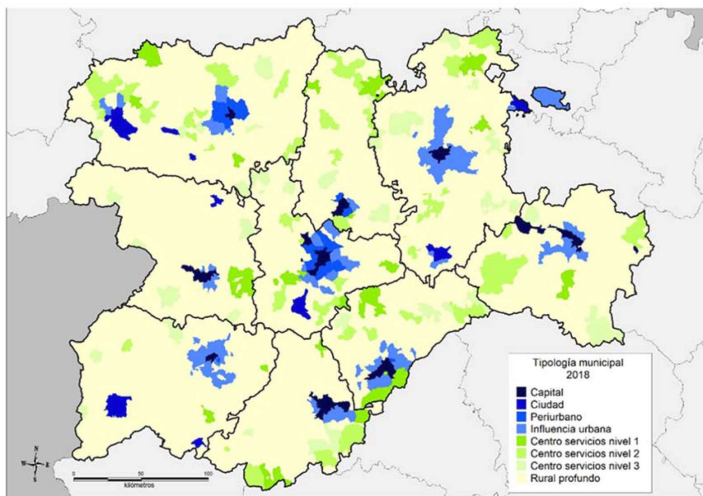 Tipología municipal
2018
Capital
Ciudad
Periurbano
Influencia urbana
Centro servicios nivel 1
Centro servicios nivel 2
Centro servicios nivel 3
Rural profundo
N
S
0 50 100
kilómetros